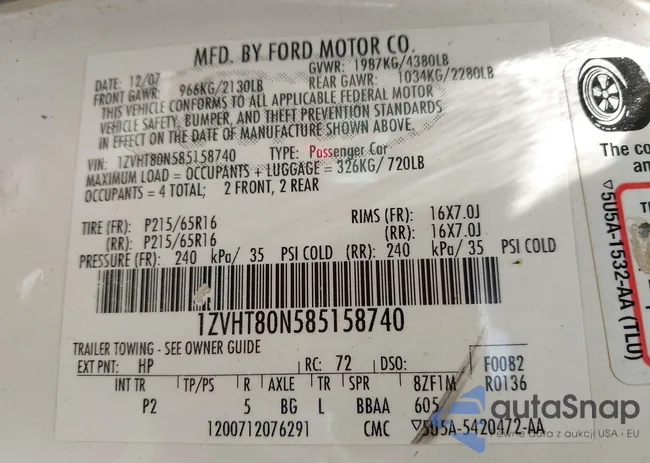 MFD. BY FORD MOTOR CO.
DATE: 12/07 GVWR: 1987KG/4380LB
FRONT GAWR: 966KG/2130LB REAR GAWR: 1034KG/2280LB
THIS VEHICLE CONFORMS TO ALL APPLICABLE FEDERAL MOTOR
VEHICLE SAFETY, BUMPER, AND THEFT PREVENTION STANDARDS
IN EFFECT ON THE DATE OF MANUFACTURE SHOWN ABOVE.
VIN: 1ZVHT80N585158740 TYPE: Passenger Car
MAXIMUM LOAD = OCCUPANTS + LUGGAGE = 326KG/ 720LB
OCCUPANTS = 4 TOTAL; 2 FRONT, 2 REAR
TIRE (FR): P215/65R16 RIMS (FR): 16X7.0J
(RR): P215/65R16 (RR): 16X7.0J
PRESSURE (FR): 240 kPa/ 35 PSI COLD (RR): 240 kPa/ 35 PSI COLD
1ZVHT80N585158740
TRAILER TOWING - SEE OWNER GUIDE
EXT PNT: HP RC: 72 DSO: F0082
INT TR TP/PS R AXLE TR SPR 8ZF1M R0136
P2 5 BG L BBAA 605
1200712076291 CMC ▽5U5A-5420472-AA
The co
an
▽5U5A-1532-AA (TLU)
autaSnap
Pewne auta z aukcji USA i EU